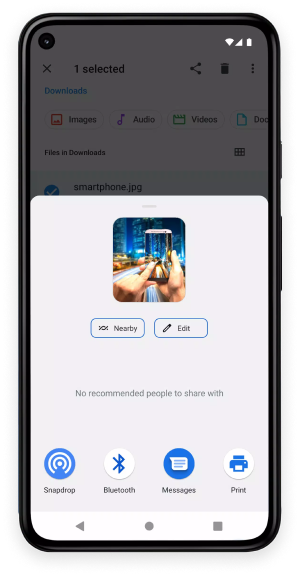 1 selected
Downloads
Images
Audio
Videos
Doc
Files in Downloads
smartphone.jpg
Nearby
Edit
No recommended people to share with
Snapdrop
Bluetooth
Messages
Print